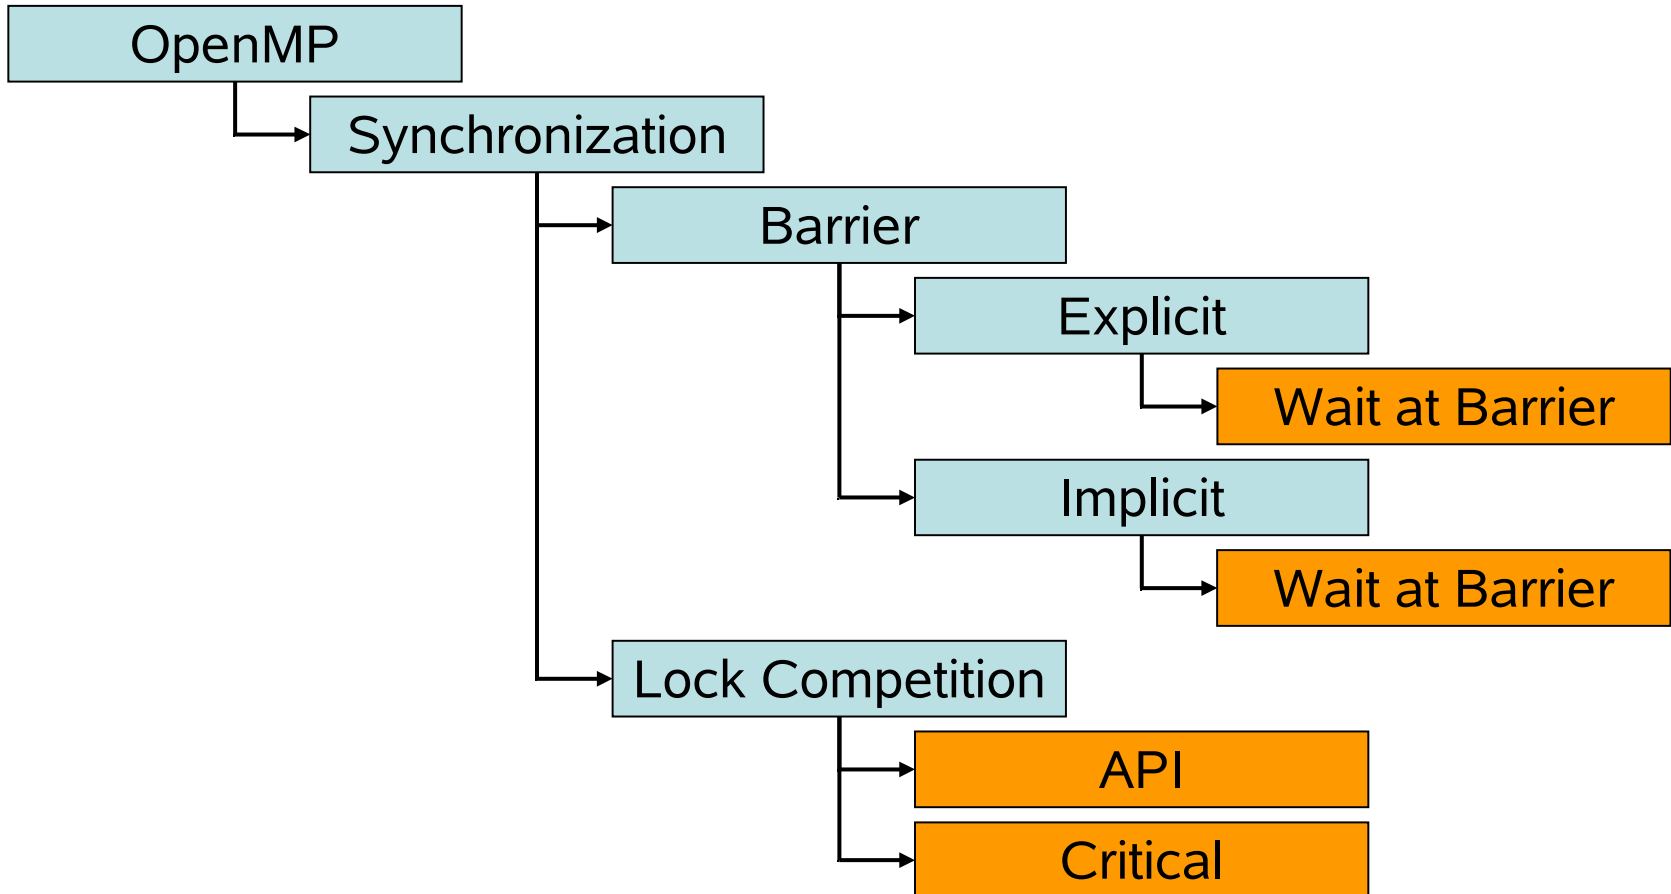 OpenMP
Synchronization
Barrier
Explicit
Wait at Barrier
Implicit
Wait at Barrier
Lock Competition
API
Critical